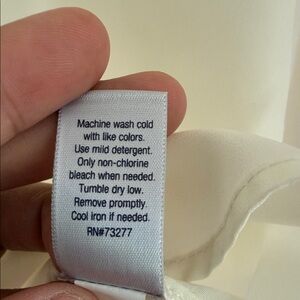 Machine wash cold
with like colors.
Use mild detergent.
Only non-chlorine
bleach when needed.
Tumble dry low.
Remove promptly.
Cool iron if needed.
RN#73277